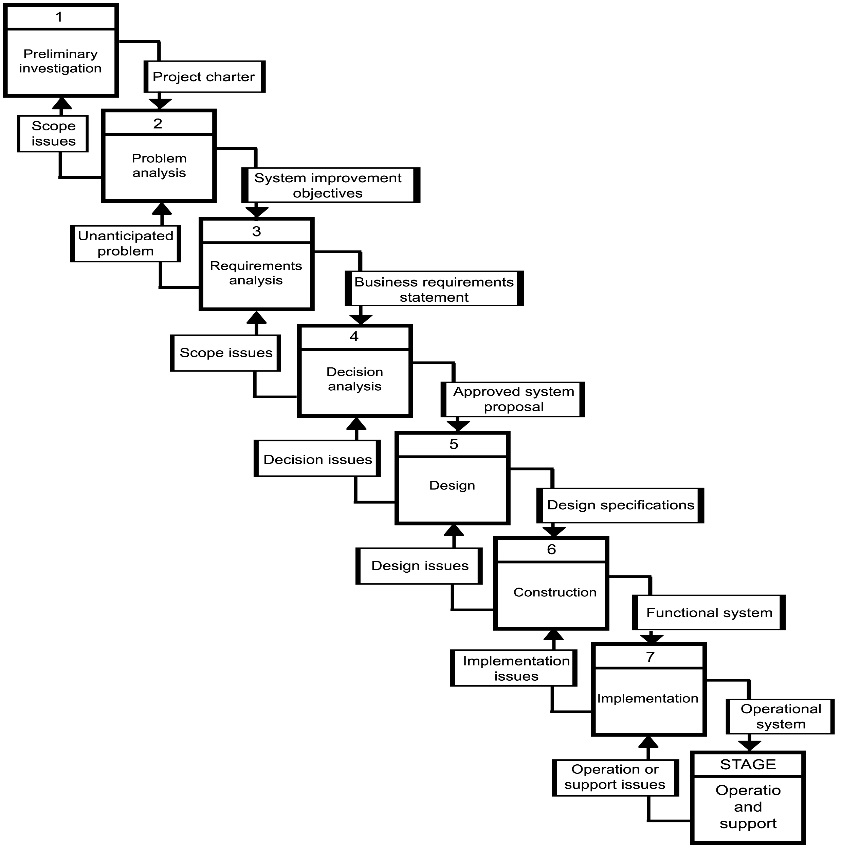 1
Preliminary
investigation
Project charter
Scope
issues
2
Problem
analysis
System improvement
objectives
Unanticipated
problem
3
Requirements
analysis
Business requirements
statement
Scope issues
4
Decision
analysis
Approved system
proposal
Decision issues
5
Design
Design specifications
Design issues
6
Construction
Functional system
Implementation
issues
7
Implementation
Operational
system
Operation or
support issues
STAGE
Operatio
and
support